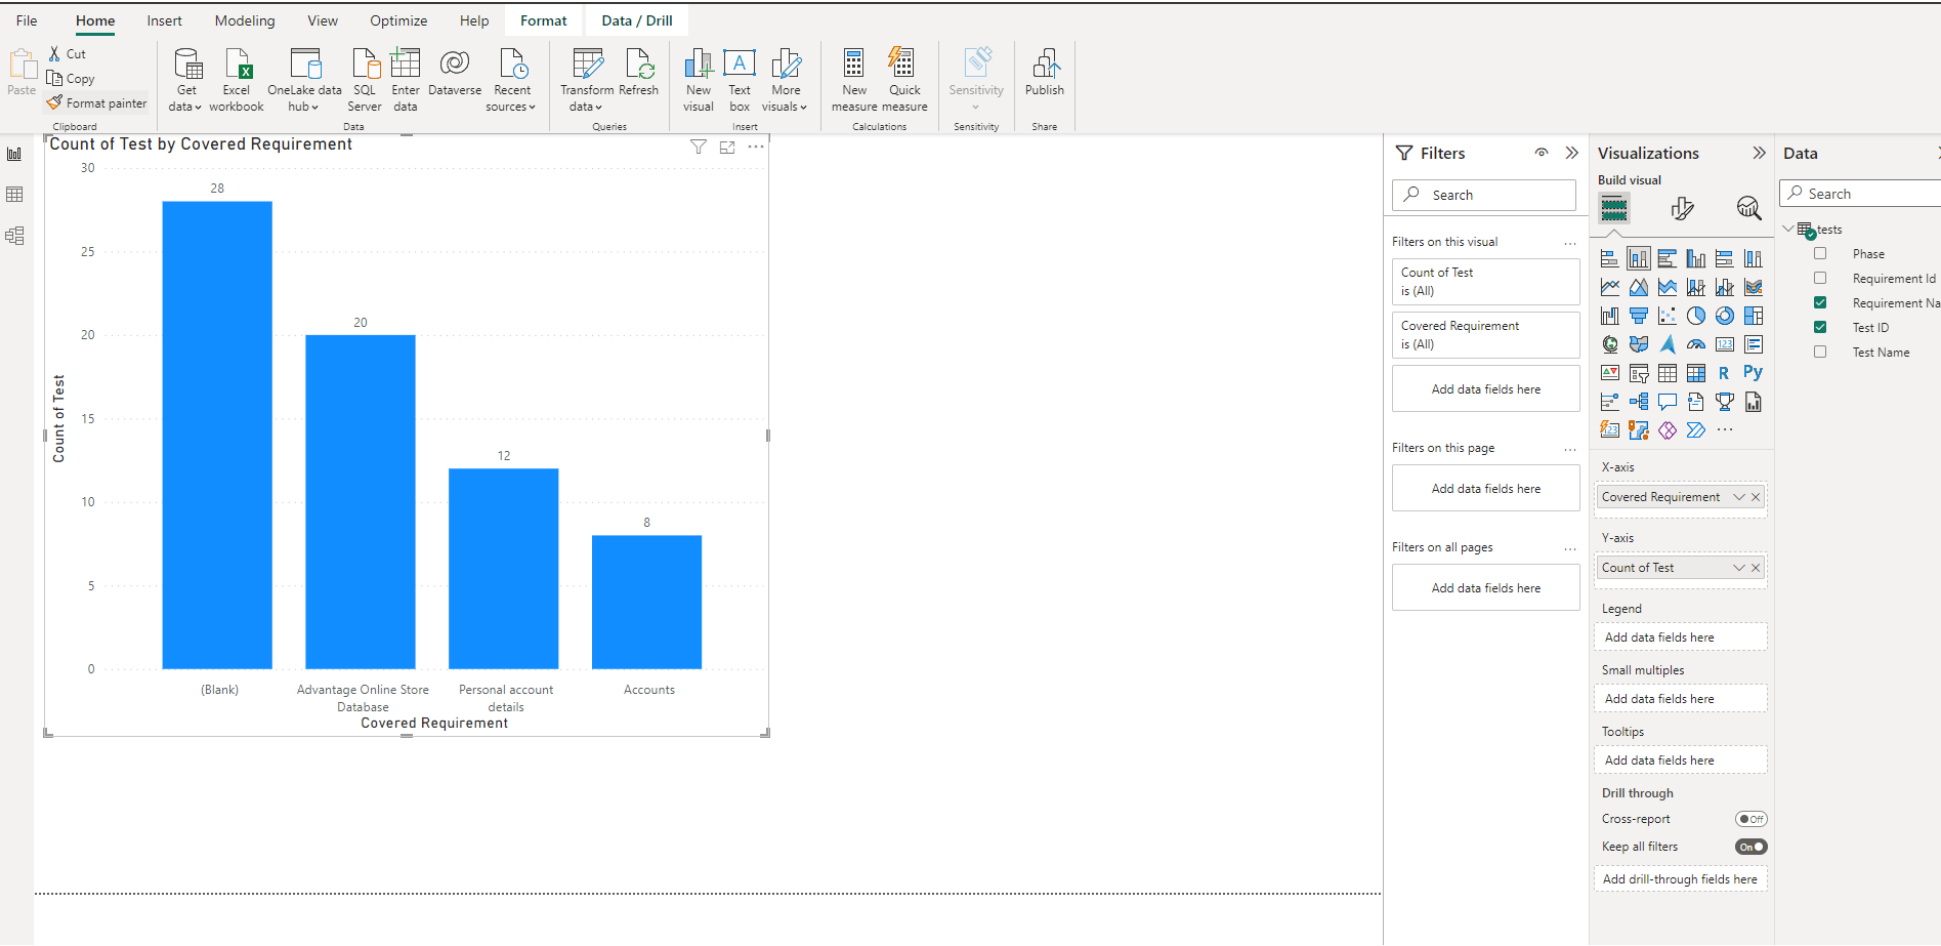 File Home Insert Modeling View Optimize Help Format Data / Drill
Paste
Cut
Copy
Format painter
Clipboard
Get data
Excel workbook
OneLake data hub
SQL Server
Enter data
Dataverse
Recent sources
Data
Transform data
Refresh
Queries
New visual
Text box
A
More visuals
Insert
New measure
Quick measure
Calculations
Sensitivity
Sensitivity
Publish
Share
Count of Test by Covered Requirement
30
25
20
15
10
5
0
Count of Test
28
20
12
8
(Blank)
Advantage Online Store
Database
Personal account
details
Accounts
Covered Requirement
Filters
Search
Filters on this visual
Count of Test
is (All)
Covered Requirement
is (All)
Add data fields here
Filters on this page
Add data fields here
Filters on all pages
Add data fields here
Visualizations
Build visual
123
R
Py
123
X-axis
Covered Requirement
Y-axis
Count of Test
Legend
Add data fields here
Small multiples
Add data fields here
Tooltips
Add data fields here
Drill through
Cross-report Off
Keep all filters On
Add drill-through fields here
Data
Search
tests
Phase
Requirement Id
Requirement Na
Test ID
Test Name